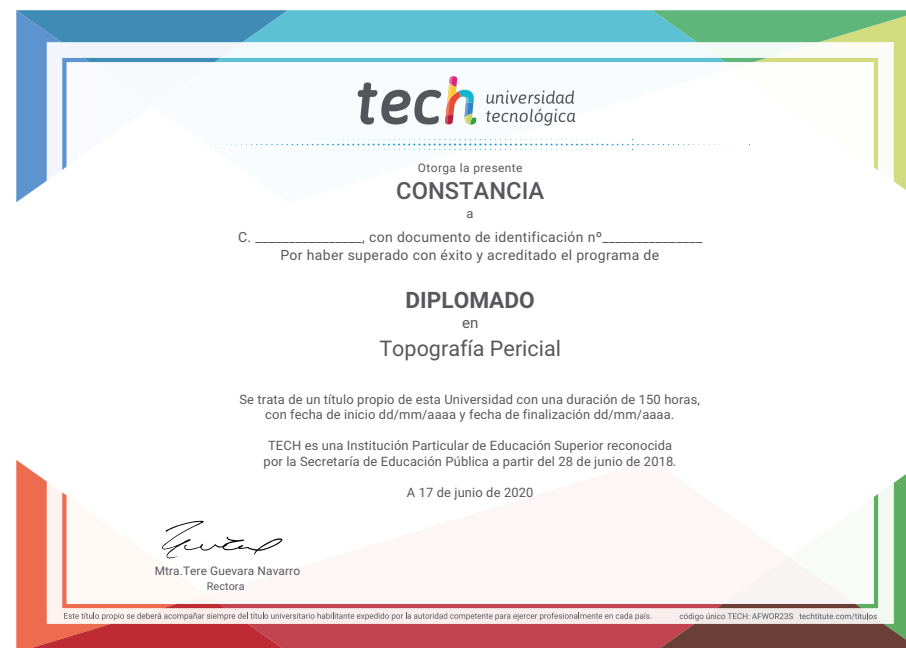 tech universidad
tecnológica
Otorga la presente
CONSTANCIA
a
C. ________________, con documento de identificación nº_______________
Por haber superado con éxito y acreditado el programa de
DIPLOMADO
en
Topografía Pericial
Se trata de un título propio de esta Universidad con una duración de 150 horas,
con fecha de inicio dd/mm/aaaa y fecha de finalización dd/mm/aaaa.
TECH es una Institución Particular de Educación Superior reconocida
por la Secretaría de Educación Pública a partir del 28 de junio de 2018.
A 17 de junio de 2020
Mtra.Tere Guevara Navarro
Rectora
Este título propio se deberá acompañar siempre del título universitario habilitante expedido por la autoridad competente para ejercer profesionalmente en cada país. código único TECH: AFWOR23S techtitute.com/titulos